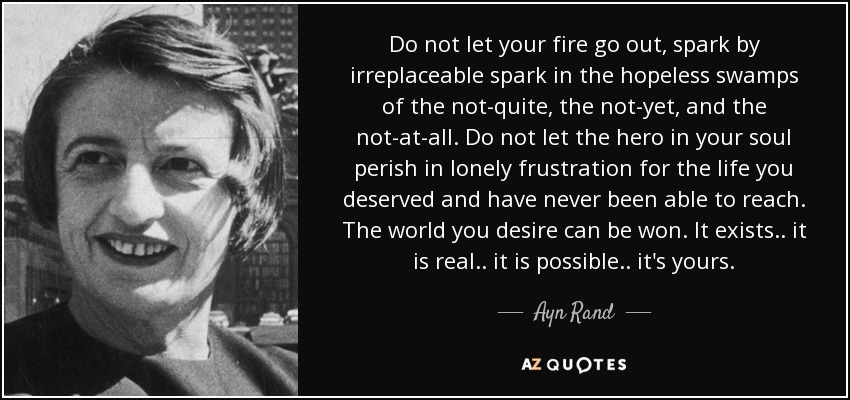 Do not let your fire go out, spark by
irreplaceable spark in the hopeless swamps
of the not-quite, the not-yet, and the
not-at-all. Do not let the hero in your soul
perish in lonely frustration for the life you
deserved and have never been able to reach.
The world you desire can be won. It exists.. it
is real.. it is possible.. it's yours.
Ayn Rand
AZ QUOTES